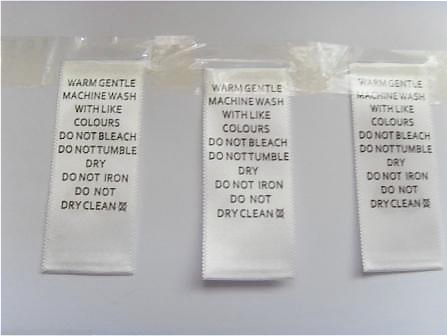 WARM GENTLE
MACHINE WASH
WITH LIKE
COLOURS
DO NOT BLEACH
DO NOT TUMBLE
DRY
DO NOT IRON
DO NOT
DRY CLEAN
WARM GENTLE
MACHINE WASH
WITH LIKE
COLOURS
DO NOT BLEACH
DO NOT TUMBLE
DRY
DO NOT IRON
DO NOT
DRY CLEAN
WARM GENTLE
MACHINE WASH
WITH LIKE
COLOURS
DO NOT BLEACH
DO NOT TUMBLE
DRY
DO NOT IRON
DO NOT
DRY CLEAN